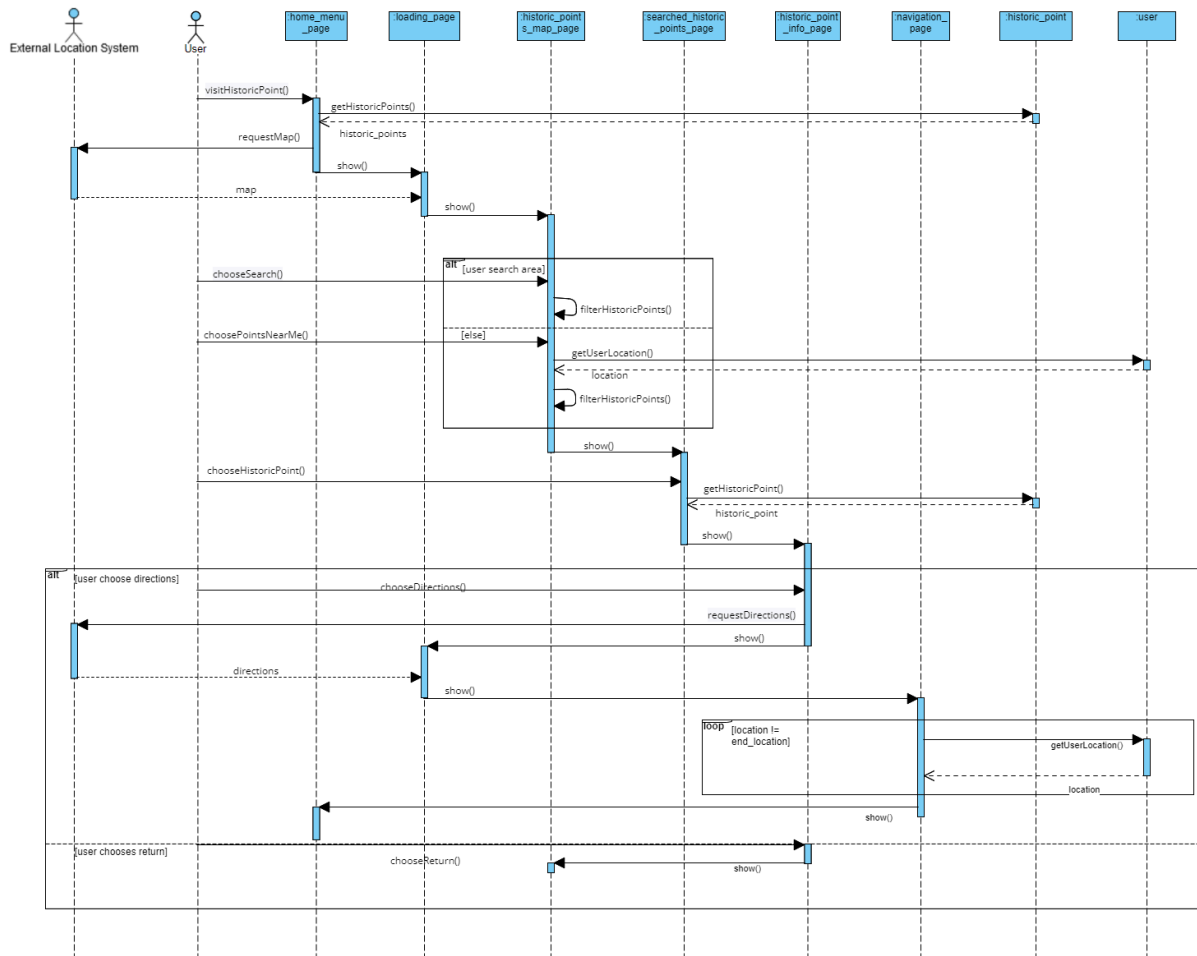 External Location System
User
:home_menu
_page
:loading_page
:historic_point
s_map_page
:searched_historic
_points_page
:historic_point
_info_page
:navigation_
page
:historic_point
:user
visitHistoricPoint()
getHistoricPoints()
historic_points
requestMap()
show()
map
show()
alt
[user search area]
chooseSearch()
filterHistoricPoints()
choosePointsNearMe()
[else]
getUserLocation()
location
filterHistoricPoints()
show()
chooseHistoricPoint()
getHistoricPoint()
historic_point
show()
alt
[user choose directions]
chooseDirections()
requestDirections()
show()
directions
show()
loop
[location !=
end_location]
getUserLocation()
location
show()
[user chooses return]
chooseReturn()
show()